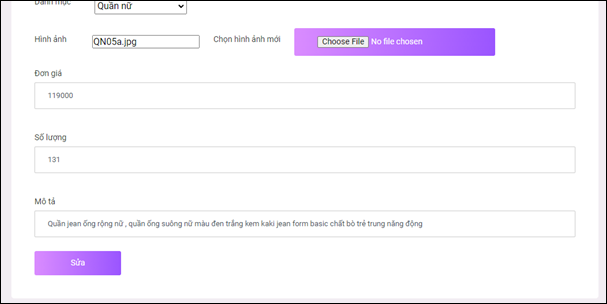 Danh mục
Quần nữ
Hình ảnh QN05a.jpg Chọn hình ảnh mới Choose File No file chosen
Đơn giá
119000
Số lượng
131
Mô tả
Quần jean ống rộng nữ , quần ống suông nữ màu đen trắng kem kaki jean form basic chất bò trẻ trung năng động
Sửa